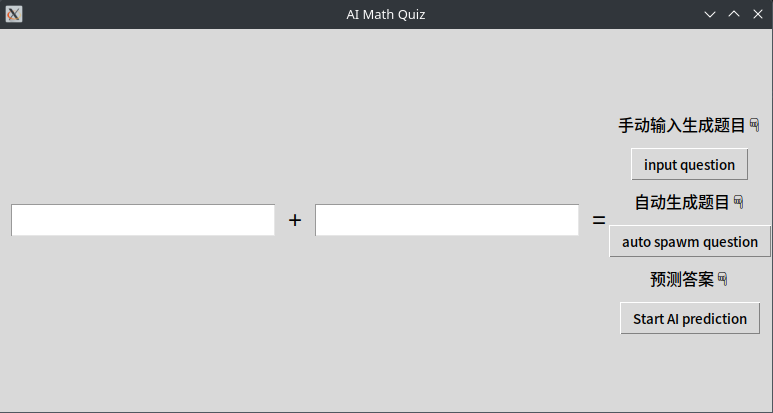 AI Math Quiz
手动输入生成题目☟
input question
自动生成题目☟
+ =
auto spawm question
预测答案☟
Start AI prediction